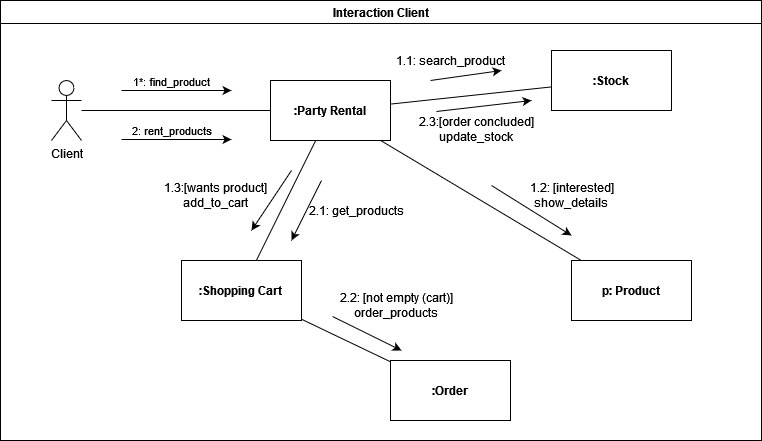 Interaction Client
1.1: search_product
1*: find_product
:Stock
:Party Rental
2.3:[order concluded]
update_stock
2: rent_products
Client
1.3:[wants product]
add_to_cart
2.1: get_products
1.2: [interested]
show_details
:Shopping Cart
p: Product
2.2: [not empty (cart)]
order_products
:Order